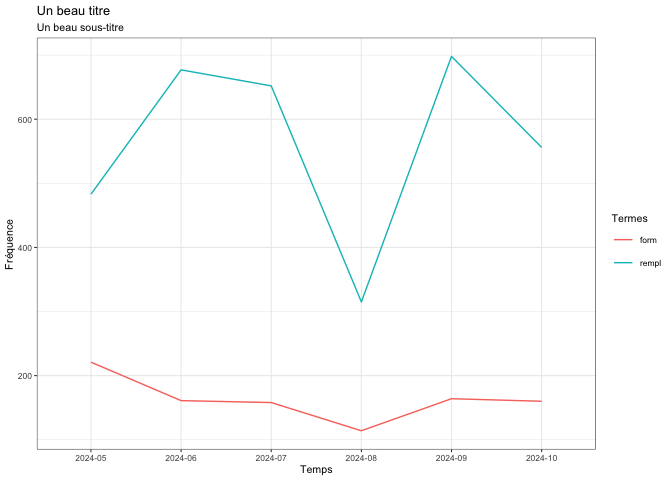 Un beau titre
Un beau sous-titre
Fréquence
600
400
200
2024-05
2024-06
2024-07
2024-08
2024-09
2024-10
Temps
Termes
form
rempl